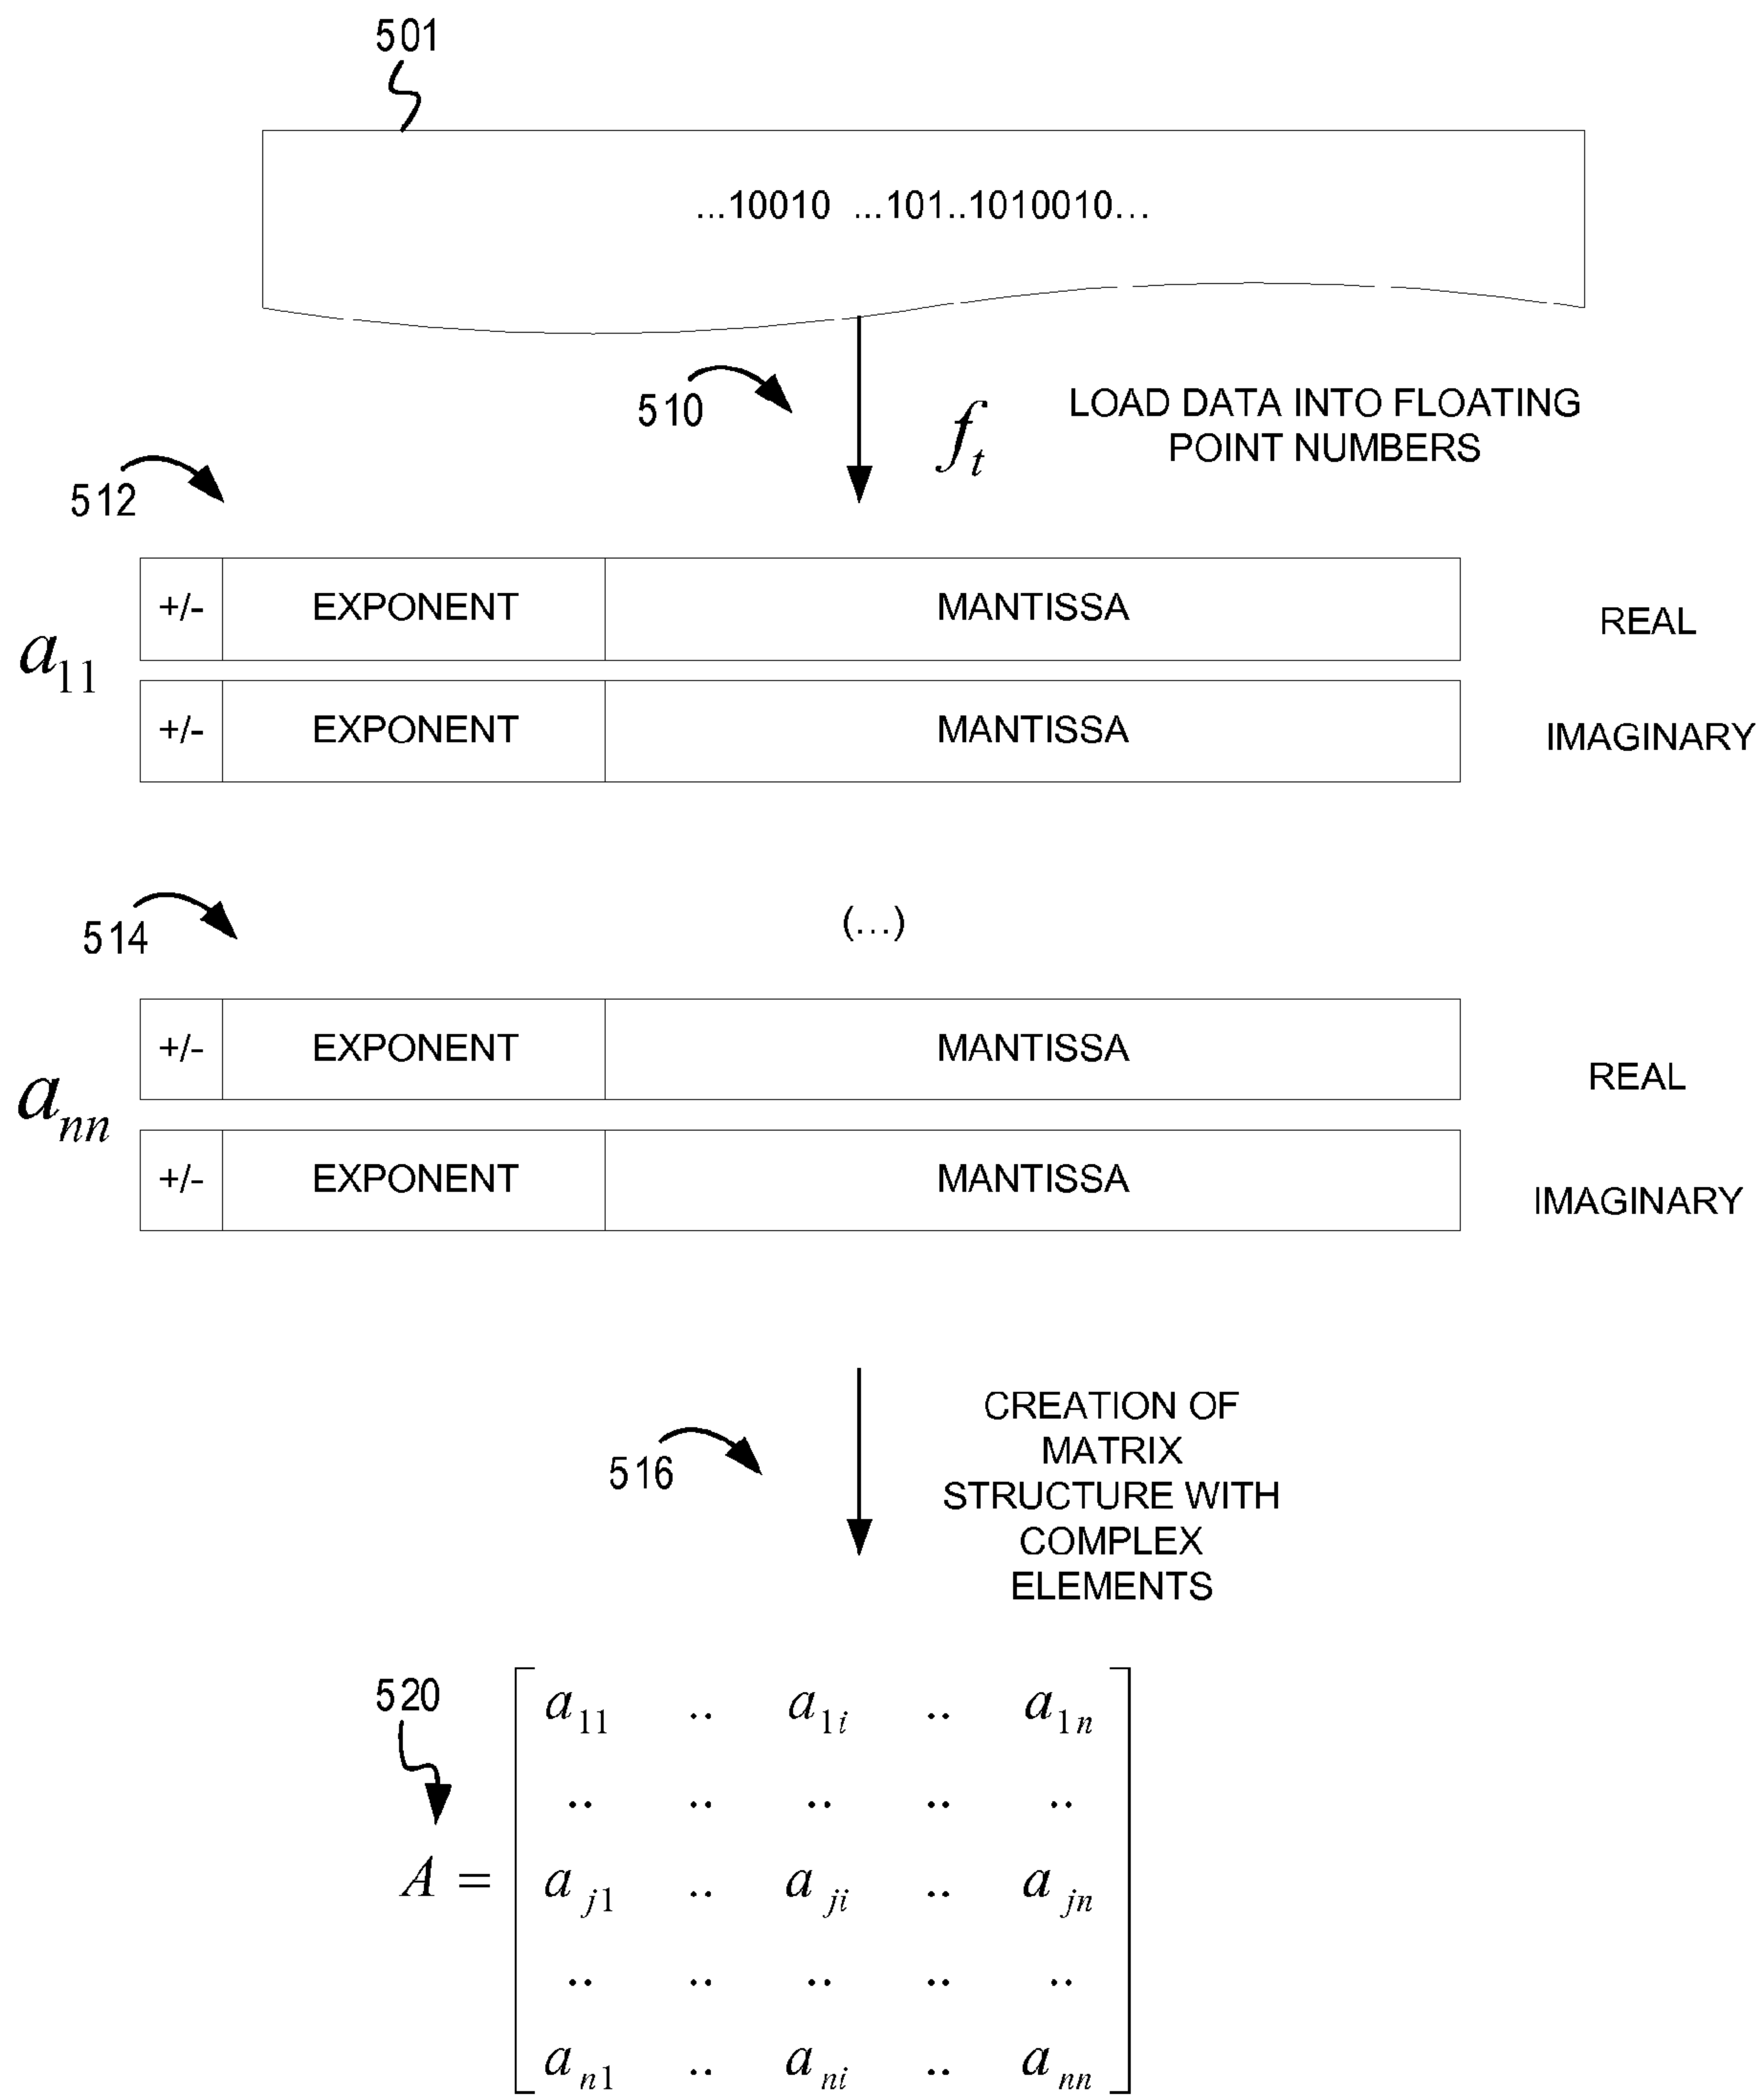 501
...10010 ...101..1010010...
510
f_t
LOAD DATA INTO FLOATING
POINT NUMBERS
512
a_11
+/- EXPONENT MANTISSA REAL
+/- EXPONENT MANTISSA IMAGINARY
514
(...)
a_nn
+/- EXPONENT MANTISSA REAL
+/- EXPONENT MANTISSA IMAGINARY
516
CREATION OF
MATRIX
STRUCTURE WITH
COMPLEX
ELEMENTS
520
a_11 .. a_1i .. a_1n
.. .. .. .. ..
A = a_j1 .. a_ji .. a_jn
.. .. .. .. ..
a_n1 .. a_ni .. a_nn